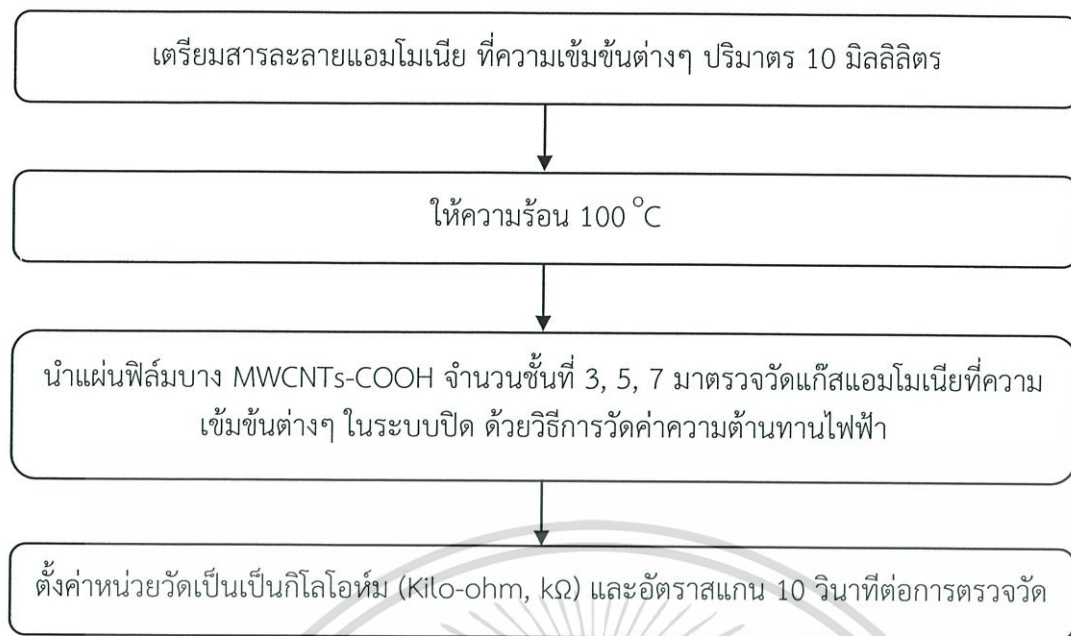 เตรียมสารละลายแอมโมเนีย ที่ความเข้มข้นต่างๆ ปริมาตร 10 มิลลิลิตร
ให้ความร้อน 100 °C
นำแผ่นฟิล์มบาง MWCNTs-COOH จำนวนชั้นที่ 3, 5, 7 มาตรวจวัดแก๊สแอมโมเนียที่ความ
เข้มข้นต่างๆ ในระบบปิด ด้วยวิธีการวัดค่าความต้านทานไฟฟ้า
ตั้งค่าหน่วยวัดเป็นเป็นกิโลโอห์ม (Kilo-ohm, kΩ) และอัตราสแกน 10 วินาทีต่อการตรวจวัด